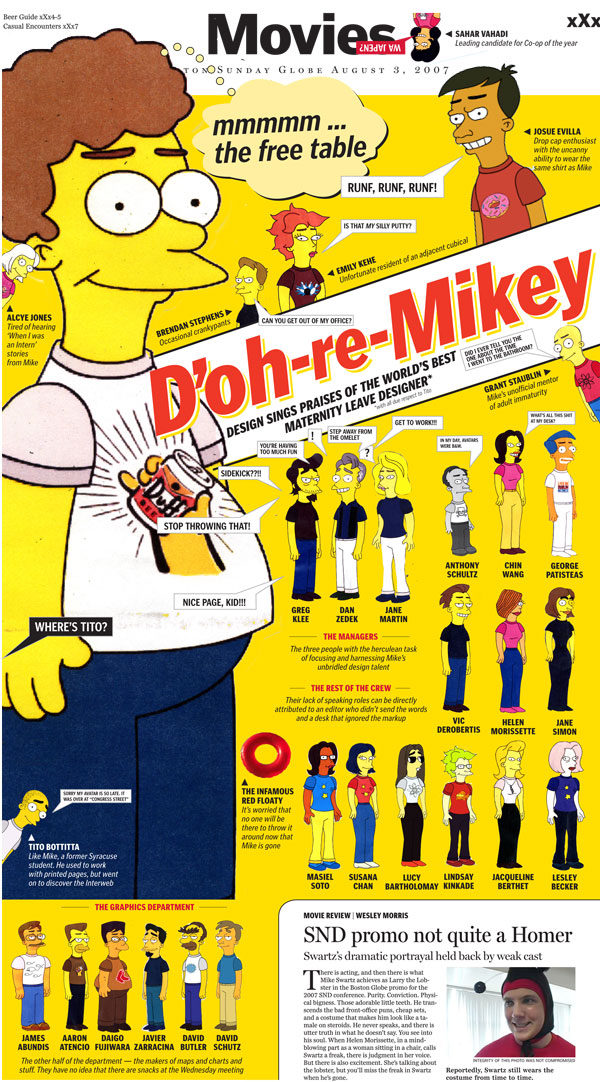 Beer Guide xXx4-5
Casual Encounters xXx7
Movies
WA JAPEN?
SAHAR VAHADI
Leading candidate for Co-op of the year
xXx
TON SUNDAY GLOBE AUGUST 3, 2007
mmmmm ...
the free table
JOSUE EVILLA
Drop cap enthusiast
with the uncanny
ability to wear the
same shirt as Mike
RUNF, RUNF, RUNF!
IS THAT MY SILLY PUTTY?
EMILY KEHE
Unfortunate resident of an adjacent cubical
BRENDAN STEPHENS
Occasional crankypants
CAN YOU GET OUT OF MY OFFICE?
ALCYE JONES
Tired of hearing
'When I was
an Intern'
stories
from Mike
D'oh-re-Mikey
DESIGN SINGS PRAISES OF THE WORLD'S BEST
MATERNITY LEAVE DESIGNER*
*with all due respect to Tito
DID I EVER TELL YOU THE
ONE ABOUT THE TIME
I WENT TO THE BATHROOM?
GRANT STAUBLIN
Mike's unofficial mentor
of adult immaturity
Duff
BEER
SIDEKICK??!!
YOU'RE HAVING
TOO MUCH FUN
!
STEP AWAY FROM
THE OMELET
?
GET TO WORK!!!
STOP THROWING THAT!
NICE PAGE, KID!!!
GREG
KLEE
DAN
ZEDEK
JANE
MARTIN
IN MY DAY, AVATARS
WERE B&W.
WHAT'S ALL THIS SHIT
AT MY DESK?
ANTHONY
SCHULTZ
CHIN
WANG
GEORGE
PATISTEAS
WHERE'S TITO?
THE MANAGERS
The three people with the herculean task
of focusing and harnessing Mike's
unbridled design talent
THE REST OF THE CREW
Their lack of speaking roles can be directly
attributed to an editor who didn't send the words
and a desk that ignored the markup
VIC
DEROBERTIS
HELEN
MORISSETTE
JANE
SIMON
THE INFAMOUS
RED FLOATY
It's worried that
no one will be
there to throw it
around now that
Mike is gone
SORRY MY AVATAR IS SO LATE, IT
WAS OVER AT "CONGRESS STREET"
TITO BOTTITTA
Like Mike, a former Syracuse
student. He used to work
with printed pages, but went
on to discover the Interweb
MASIEL
SOTO
SUSANA
CHAN
LUCY
BARTHOLOMAY
LINDSAY
KINKADE
JACQUELINE
BERTHET
LESLEY
BECKER
THE GRAPHICS DEPARTMENT
JAMES
ABUNDIS
AARON
ATENCIO
DAIGO
FUJIWARA
JAVIER
ZARRACINA
DAVID
BUTLER
DAVID
SCHUTZ
The other half of the department — the makers of maps and charts and
stuff. They have no idea that there are snacks at the Wednesday meeting
MOVIE REVIEW | WESLEY MORRIS
SND promo not quite a Homer
Swartz's dramatic portrayal held back by weak cast
There is acting, and then there is what
Mike Swartz achieves as Larry the Lob-
ster in the Boston Globe promo for the
2007 SND conference. Purity. Conviction. Physi-
cal bigness. Those adorable little teeth. He tran-
scends the bad front-office puns, cheap sets,
and a costume that makes him look like a ta-
male on steroids. He never speaks, and there is
utter truth in what he doesn't say. You see into
his soul. When Helen Morissette, in a mind-
blowing part as a woman sitting in a chair, calls
Swartz a freak, there is judgment in her voice.
But there is also excitement. She's talking about
the lobster, but you'll miss the freak in Swartz
when he's gone.
INTEGRITY OF THIS PHOTO WAS NOT COMPROMISED
Reportedly, Swartz still wears the
costume from time to time.